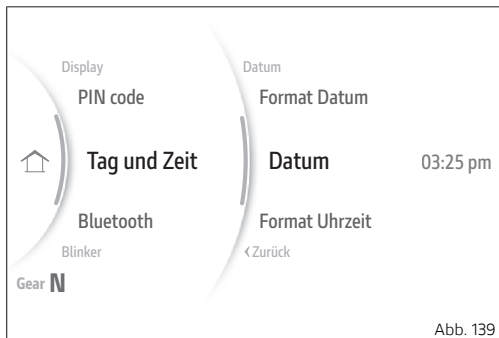 Display
PIN code
Tag und Zeit
Bluetooth
Blinker
Gear N
Datum
Format Datum
Datum
03:25 pm
Format Uhrzeit
Zurück
Abb. 139